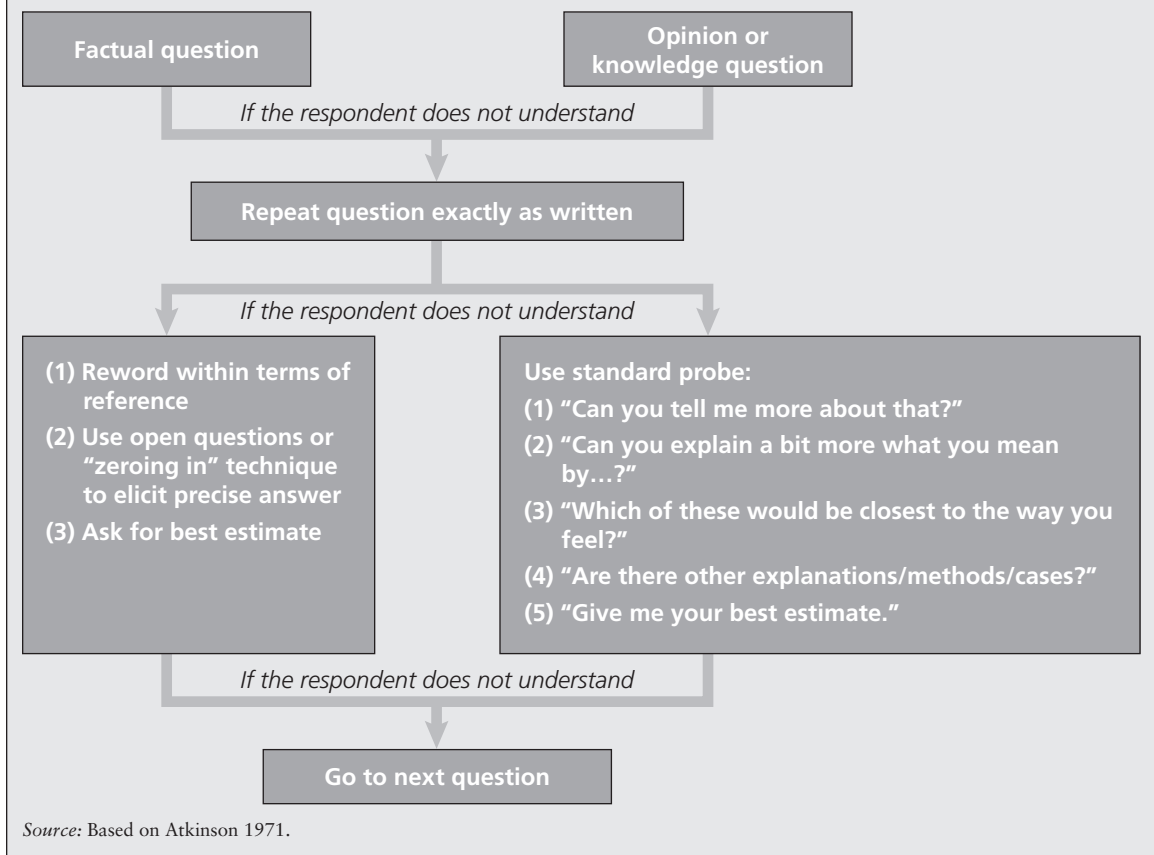 Factual question
Opinion or
knowledge question
If the respondent does not understand
Repeat question exactly as written
If the respondent does not understand
(1) Reword within terms of
reference
(2) Use open questions or
“zeroing in” technique
to elicit precise answer
(3) Ask for best estimate
Use standard probe:
(1) “Can you tell me more about that?”
(2) “Can you explain a bit more what you mean
by…?”
(3) “Which of these would be closest to the way you
feel?”
(4) “Are there other explanations/methods/cases?”
(5) “Give me your best estimate.”
If the respondent does not understand
Go to next question
Source: Based on Atkinson 1971.